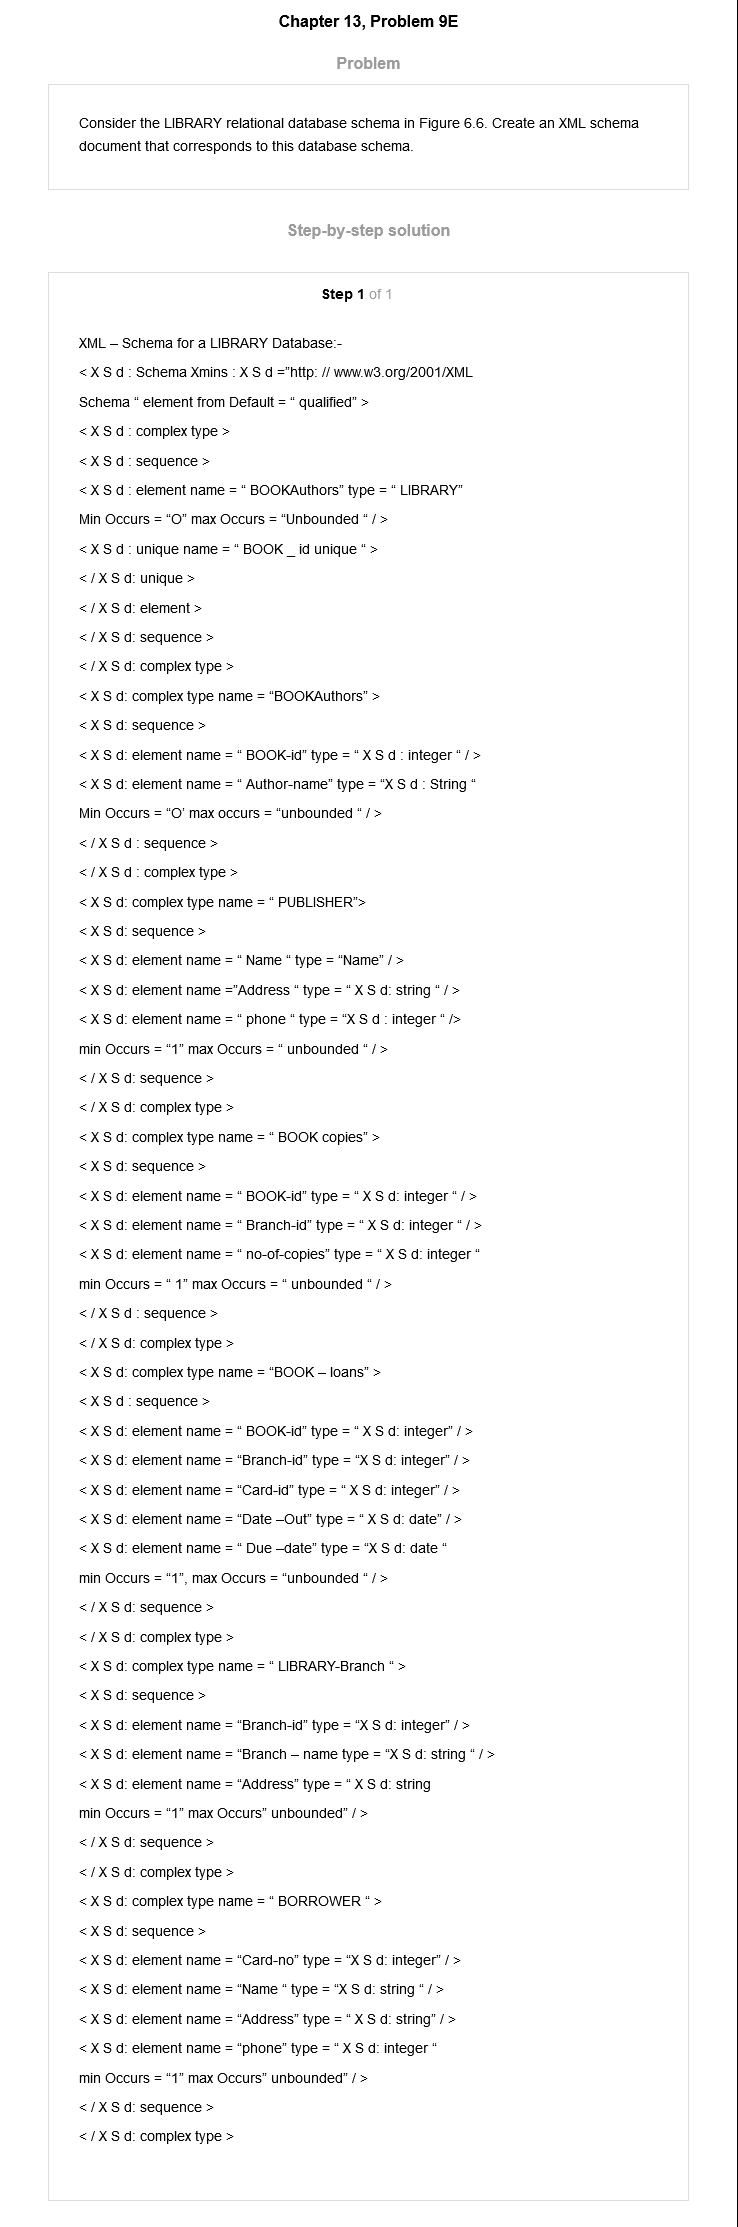 Chapter 13, Problem 9E
Problem
Consider the LIBRARY relational database schema in Figure 6.6. Create an XML schema
document that corresponds to this database schema.
Step-by-step solution
Step 1 of 1
XML – Schema for a LIBRARY Database:-
< X S d : Schema Xmins : X S d =”http: // www.w3.org/2001/XML
Schema “ element from Default = “ qualified” >
< X S d : complex type >
< X S d : sequence >
< X S d : element name = “ BOOKAuthors” type = “ LIBRARY”
Min Occurs = “O” max Occurs = “Unbounded “ / >
< X S d : unique name = “ BOOK _ id unique “ >
< / X S d: unique >
< / X S d: element >
< / X S d: sequence >
< / X S d: complex type >
< X S d: complex type name = “BOOKAuthors” >
< X S d: sequence >
< X S d: element name = “ BOOK-id” type = “ X S d : integer “ / >
< X S d: element name = “ Author-name” type = “X S d : String “
Min Occurs = “O’ max occurs = “unbounded “ / >
< / X S d : sequence >
< / X S d : complex type >
< X S d: complex type name = “ PUBLISHER”>
< X S d: sequence >
< X S d: element name = “ Name “ type = “Name” / >
< X S d: element name =”Address “ type = “ X S d: string “ / >
< X S d: element name = “ phone “ type = “X S d : integer “ />
min Occurs = “1” max Occurs = “ unbounded “ / >
< / X S d: sequence >
< / X S d: complex type >
< X S d: complex type name = “ BOOK copies” >
< X S d: sequence >
< X S d: element name = “ BOOK-id” type = “ X S d: integer “ / >
< X S d: element name = “ Branch-id” type = “ X S d: integer “ / >
< X S d: element name = “ no-of-copies” type = “ X S d: integer “
min Occurs = “ 1” max Occurs = “ unbounded “ / >
< / X S d : sequence >
< / X S d: complex type >
< X S d: complex type name = “BOOK – loans” >
< X S d : sequence >
< X S d: element name = “ BOOK-id” type = “ X S d: integer” / >
< X S d: element name = “Branch-id” type = “X S d: integer” / >
< X S d: element name = “Card-id” type = “ X S d: integer” / >
< X S d: element name = “Date –Out” type = “ X S d: date” / >
< X S d: element name = “ Due –date” type = “X S d: date “
min Occurs = “1”, max Occurs = “unbounded “ / >
< / X S d: sequence >
< / X S d: complex type >
< X S d: complex type name = “ LIBRARY-Branch “ >
< X S d: sequence >
< X S d: element name = “Branch-id” type = “X S d: integer” / >
< X S d: element name = “Branch – name type = “X S d: string “ / >
< X S d: element name = “Address” type = “ X S d: string
min Occurs = “1” max Occurs” unbounded” / >
< / X S d: sequence >
< / X S d: complex type >
< X S d: complex type name = “ BORROWER “ >
< X S d: sequence >
< X S d: element name = “Card-no” type = “X S d: integer” / >
< X S d: element name = “Name “ type = “X S d: string “ / >
< X S d: element name = “Address” type = “ X S d: string” / >
< X S d: element name = “phone” type = “ X S d: integer “
min Occurs = “1” max Occurs” unbounded” / >
< / X S d: sequence >
< / X S d: complex type >